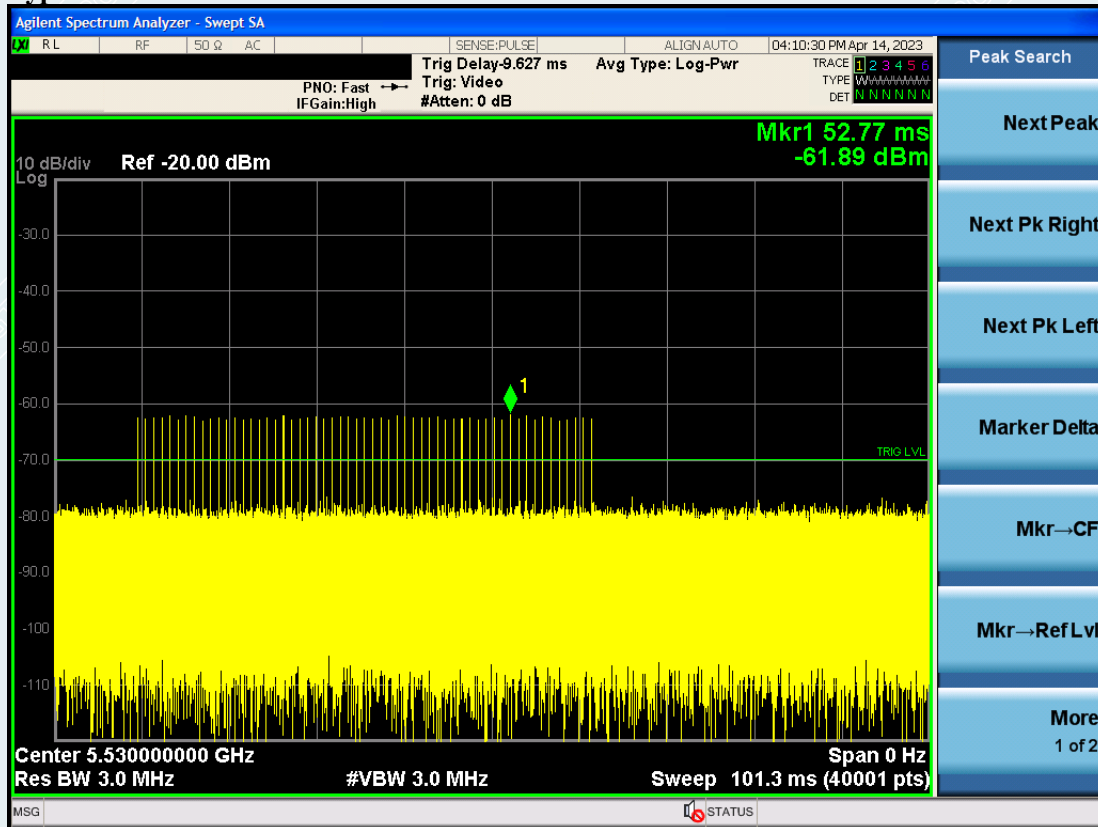 Agilent Spectrum Analyzer - Swept SA
LXI RL RF 50 Ω AC SENSE:PULSE ALIGN AUTO 04:10:30 PM Apr 14, 2023
Trig Delay-9.627 ms Avg Type: Log-Pwr TRACE 1 2 3 4 5 6
PNO: Fast Trig: Video TYPE WWWWWW
IFGain:High #Atten: 0 dB DET N N N N N N
Peak Search
Next Peak
Next Pk Right
Next Pk Left
Marker Delta
Mkr→CF
Mkr→Ref Lvl
More
1 of 2
Mkr1 52.77 ms
-61.89 dBm
10 dB/div Ref -20.00 dBm
Log
-30.0
-40.0
-50.0
1
-60.0
TRIG LVL
-70.0
-80.0
-90.0
-100
-110
Center 5.530000000 GHz Span 0 Hz
Res BW 3.0 MHz #VBW 3.0 MHz Sweep 101.3 ms (40001 pts)
MSG STATUS